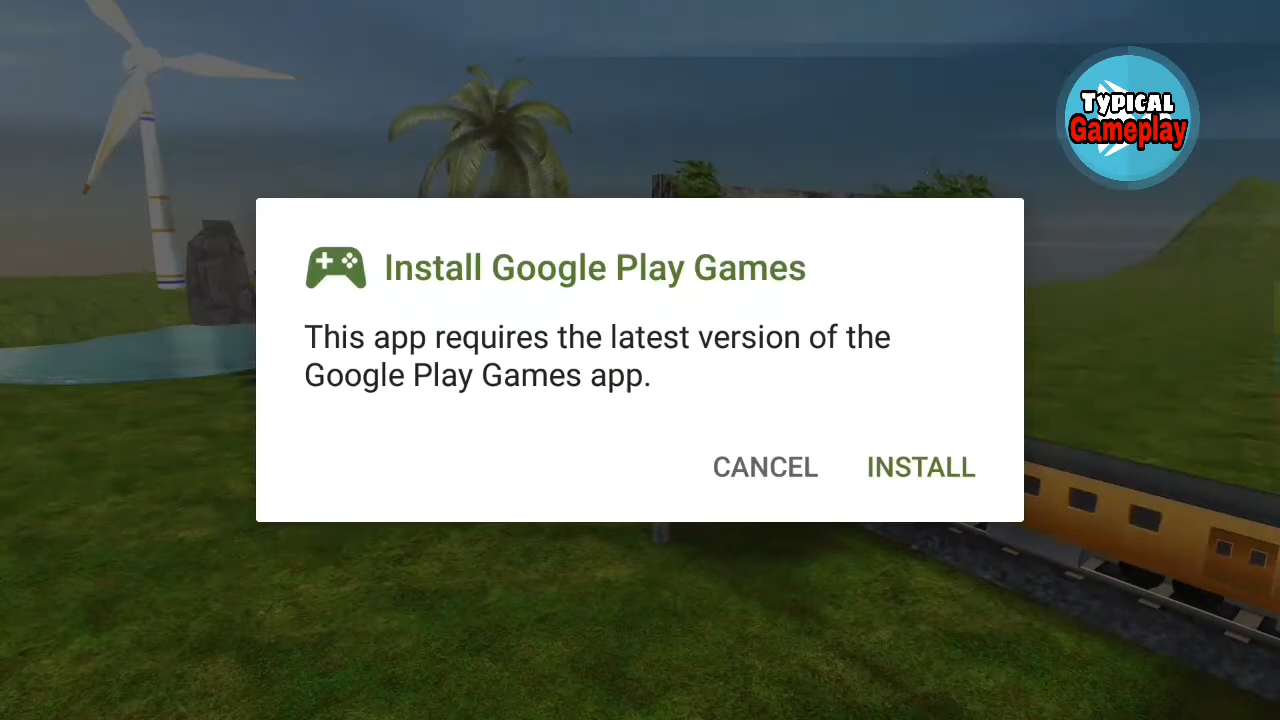 Typical
Gameplay
Install Google Play Games
This app requires the latest version of the
Google Play Games app.
CANCEL
INSTALL